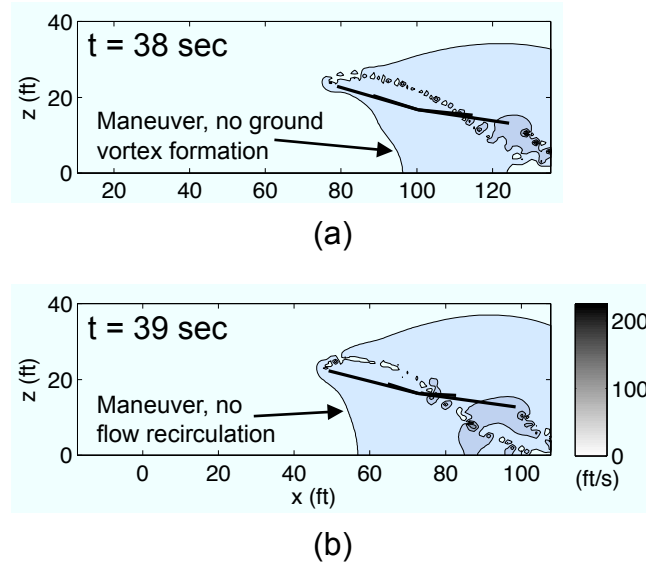 40
t = 38 sec
z (ft)
20
Maneuver, no ground
vortex formation
0
20 40 60 80 100 120
(a)
40
t = 39 sec
200
z (ft)
20
100
Maneuver, no
flow recirculation
0
0
0 20 40 60 80 100
(ft/s)
x (ft)
(b)